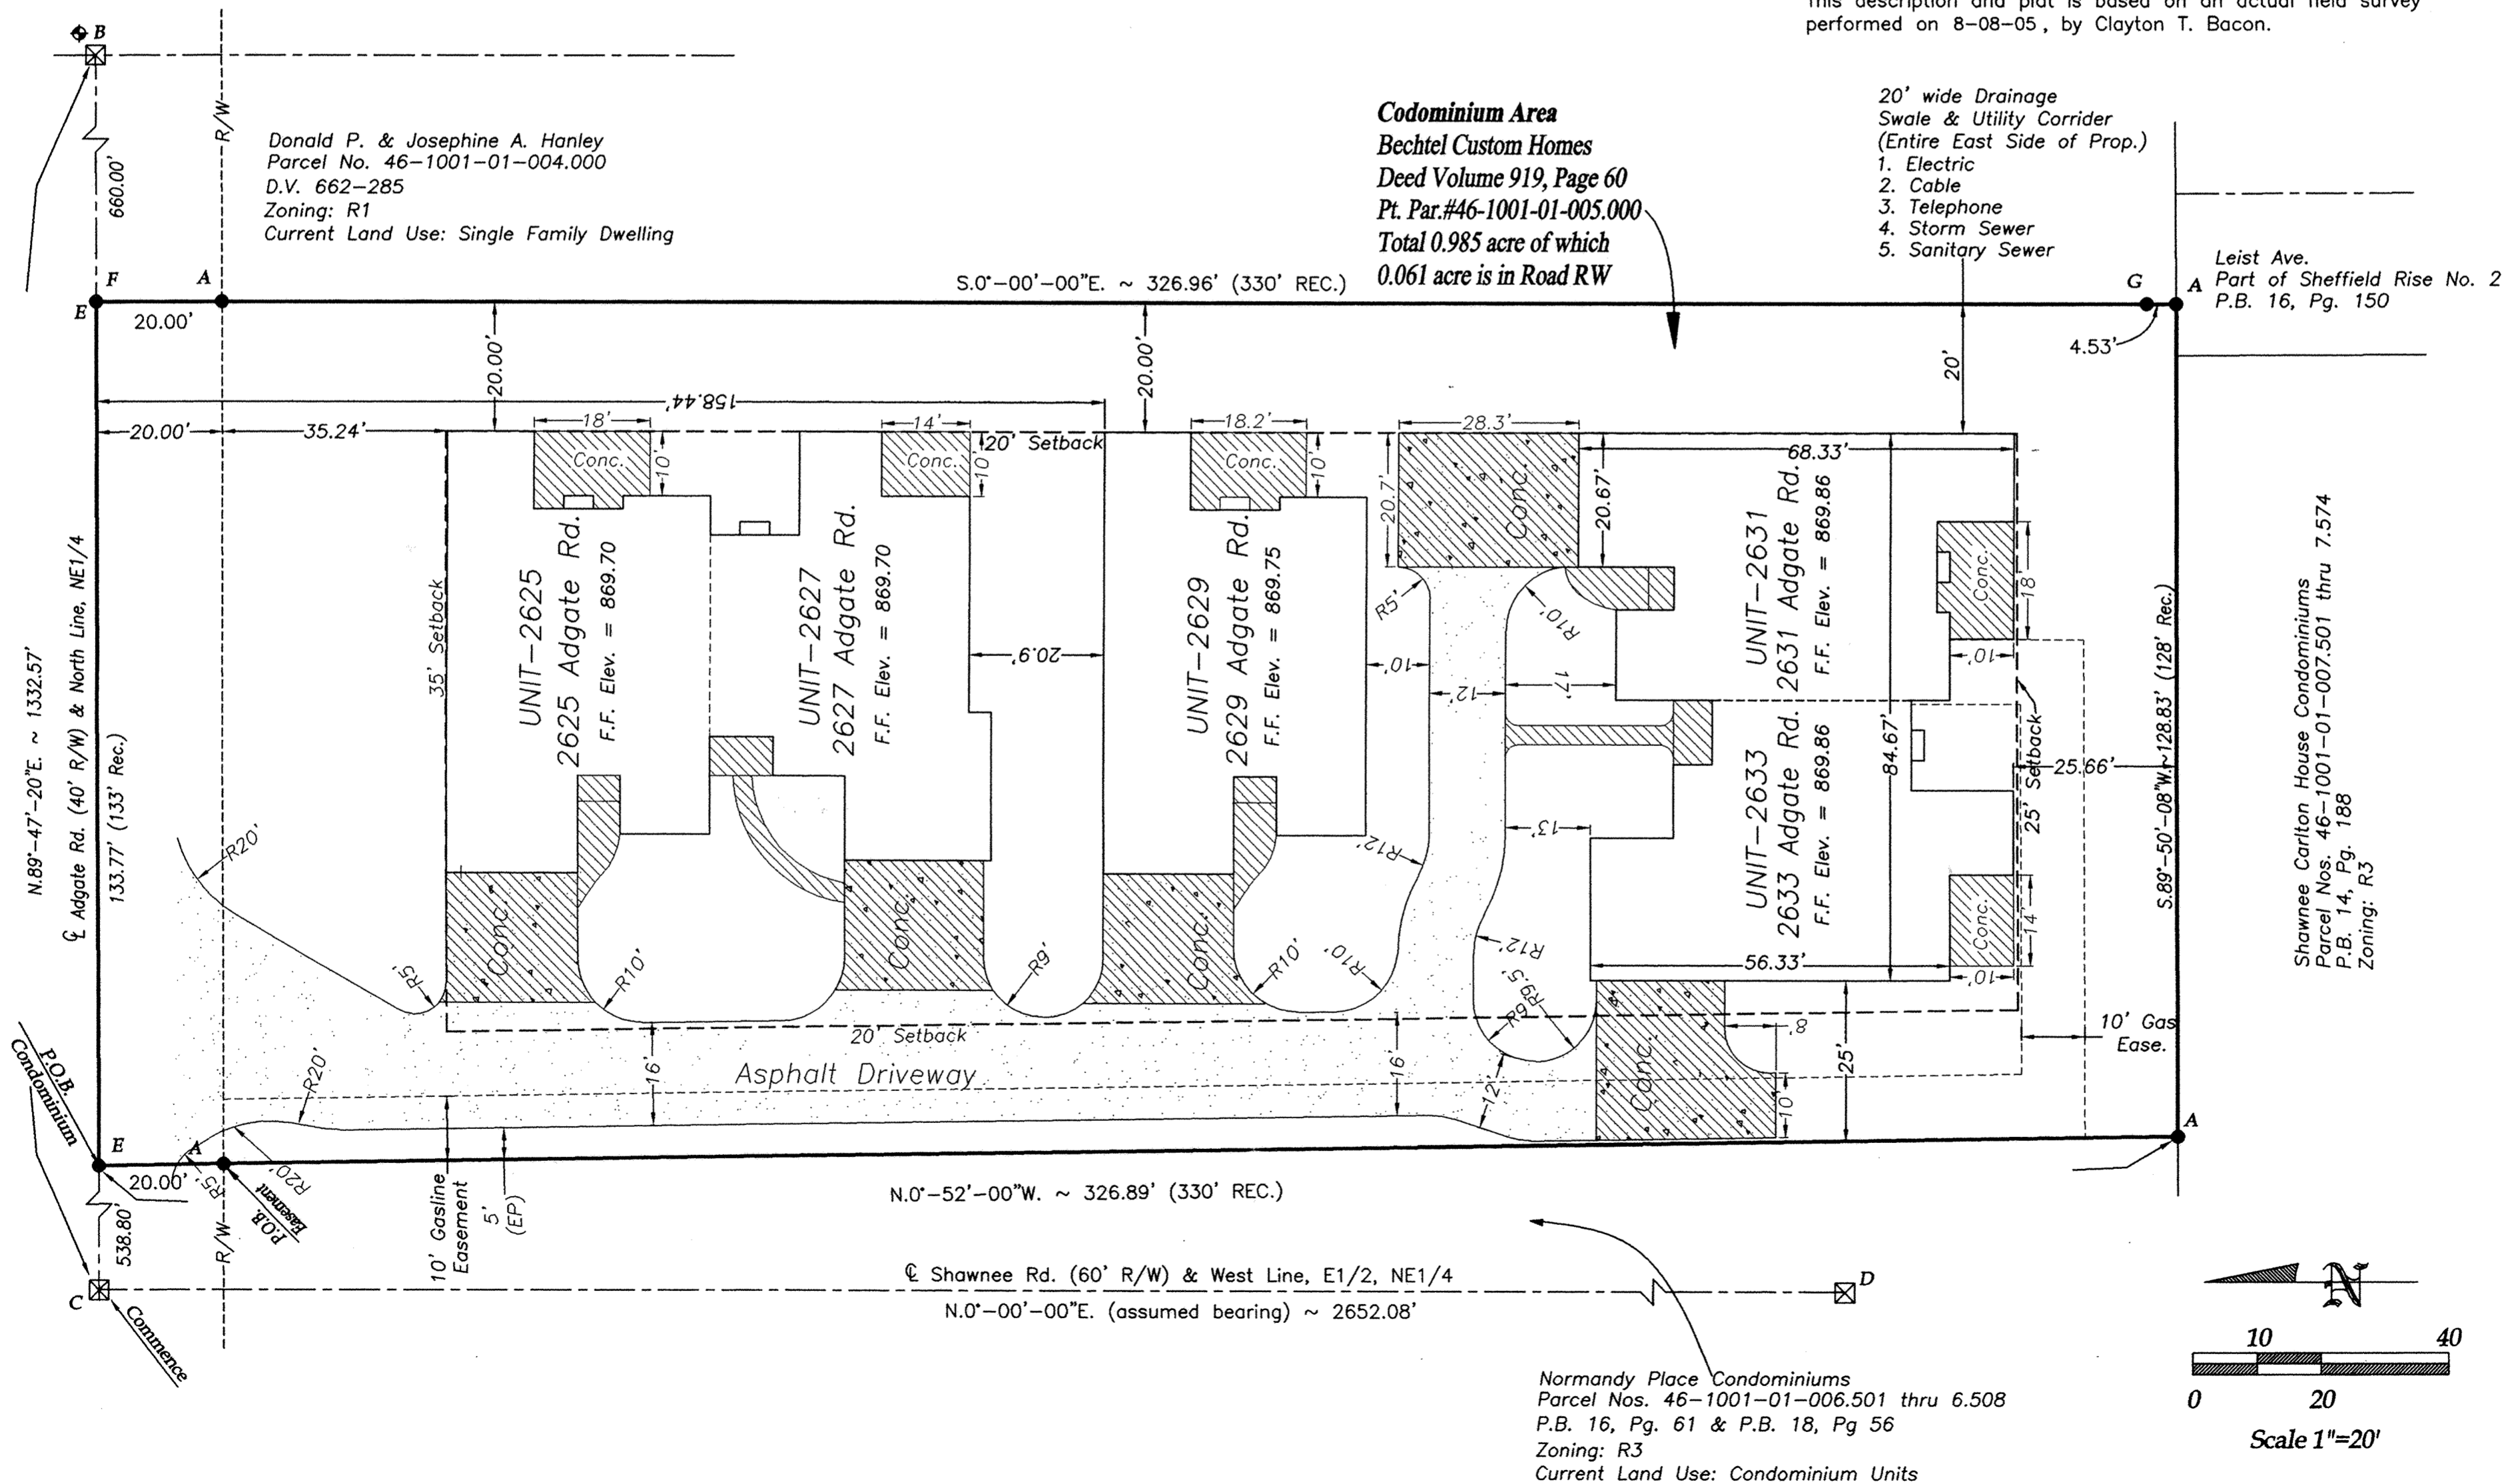 This description and plat is based on an actual field survey
performed on 8-08-05, by Clayton T. Bacon.
B
R/W
660.00'
Donald P. & Josephine A. Hanley
Parcel No. 46-1001-01-004.000
D.V. 662-285
Zoning: R1
Current Land Use: Single Family Dwelling
Codominium Area
Bechtel Custom Homes
Deed Volume 919, Page 60
Pt. Par.#46-1001-01-005.000
Total 0.985 acre of which
0.061 acre is in Road RW
20' wide Drainage
Swale & Utility Corridor
(Entire East Side of Prop.)
1. Electric
2. Cable
3. Telephone
4. Storm Sewer
5. Sanitary Sewer
Leist Ave.
Part of Sheffield Rise No. 2
P.B. 16, Pg. 150
F
A
E
20.00'
S.0°-00'-00"E. ~ 326.96' (330' REC.)
G
A
4.53'
20.00'
20.00'
20'
158.44'
20.00'
35.24'
18'
14'
20' Setback
18.2'
28.3'
68.33'
Conc.
10'
Conc.
10'
Conc.
10'
20.7'
Conc.
20.67'
35' Setback
UNIT-2625
2625 Adgate Rd.
F.F. Elev. = 869.70
UNIT-2627
2627 Adgate Rd.
F.F. Elev. = 869.70
20.9'
UNIT-2629
2629 Adgate Rd.
F.F. Elev. = 869.75
R5'
R10'
10'
12'
17'
13'
R12'
UNIT-2631
2631 Adgate Rd.
F.F. Elev. = 869.86
UNIT-2633
2633 Adgate Rd.
F.F. Elev. = 869.86
84.67'
Conc.
18'
10'
25' Setback
25.66'
S.89°-50'-08"W.~128.83' (128' Rec.)
Shawnee Carlton House Condominiums
Parcel Nos. 46-1001-01-007.501 thru 7.574
P.B. 14, Pg. 188
Zoning: R3
N.89°-47'-20"E. ~ 1332.57'
℄ Adgate Rd. (40' R/W) & North Line, NE1/4
133.77' (133' Rec.)
R20'
R5'
Conc.
R10'
Conc.
R9'
Conc.
R10'
R10'
R12'
R9.5'
R9'
56.33'
Conc.
14'
10'
8'
Conc.
10'
25'
10' Gas
Ease.
20' Setback
Asphalt Driveway
16'
16'
12'
R20'
P.O.B.
Condominium
E
A
20.00'
R5'
R20'
P.O.B.
Easement
A
538.80'
R/W
10' Gasline
Easement
5'
(EP)
N.0°-52'-00"W. ~ 326.89' (330' REC.)
℄ Shawnee Rd. (60' R/W) & West Line, E1/2, NE1/4
N.0°-00'-00"E. (assumed bearing) ~ 2652.08'
C
D
Commence
Normandy Place Condominiums
Parcel Nos. 46-1001-01-006.501 thru 6.508
P.B. 16, Pg. 61 & P.B. 18, Pg 56
Zoning: R3
Current Land Use: Condominium Units
N
10 40
0 20
Scale 1"=20'